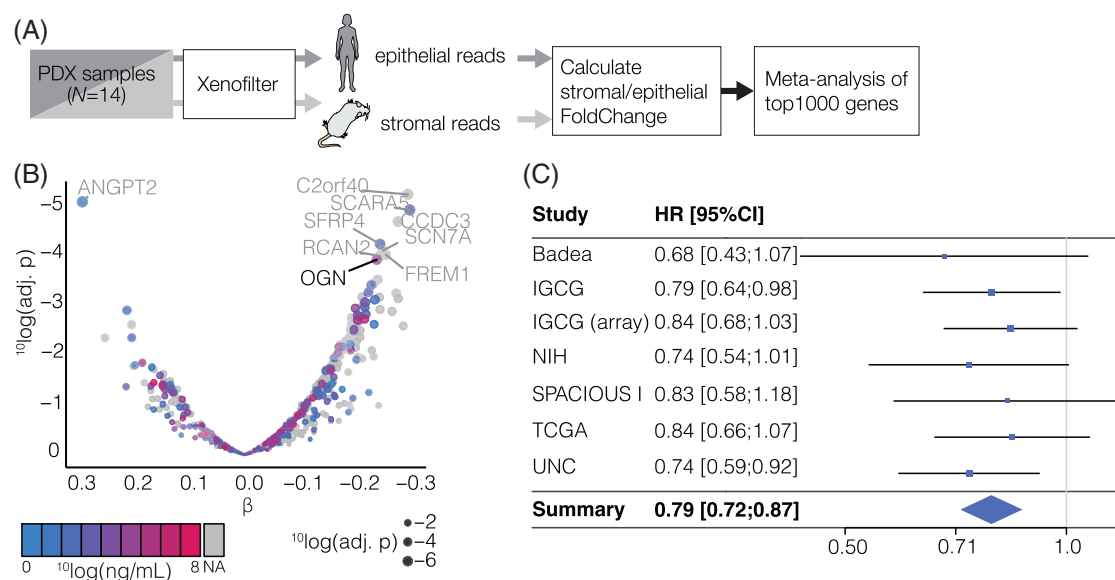 (A)
PDX samples
(N=14)
Xenofilter
epithelial reads
stromal reads
Calculate
stromal/epithelial
FoldChange
Meta-analysis of
top1000 genes
(B)
ANGPT2
C2orf40
SCARA5
CCDC3
SFRP4
SCN7A
RCAN2
FREM1
OGN
10log(adj. p)
-5
-4
-3
-2
-1
0
0.3 0.2 0.1 0.0 -0.1 -0.2 -0.3
β
0 8 NA
10log(ng/mL)
10log(adj. p)
-2
-4
-6
(C)
Study HR [95%CI]
Badea 0.68 [0.43;1.07]
IGCG 0.79 [0.64;0.98]
IGCG (array) 0.84 [0.68;1.03]
NIH 0.74 [0.54;1.01]
SPACIOUS I 0.83 [0.58;1.18]
TCGA 0.84 [0.66;1.07]
UNC 0.74 [0.59;0.92]
Summary 0.79 [0.72;0.87]
0.50 0.71 1.0